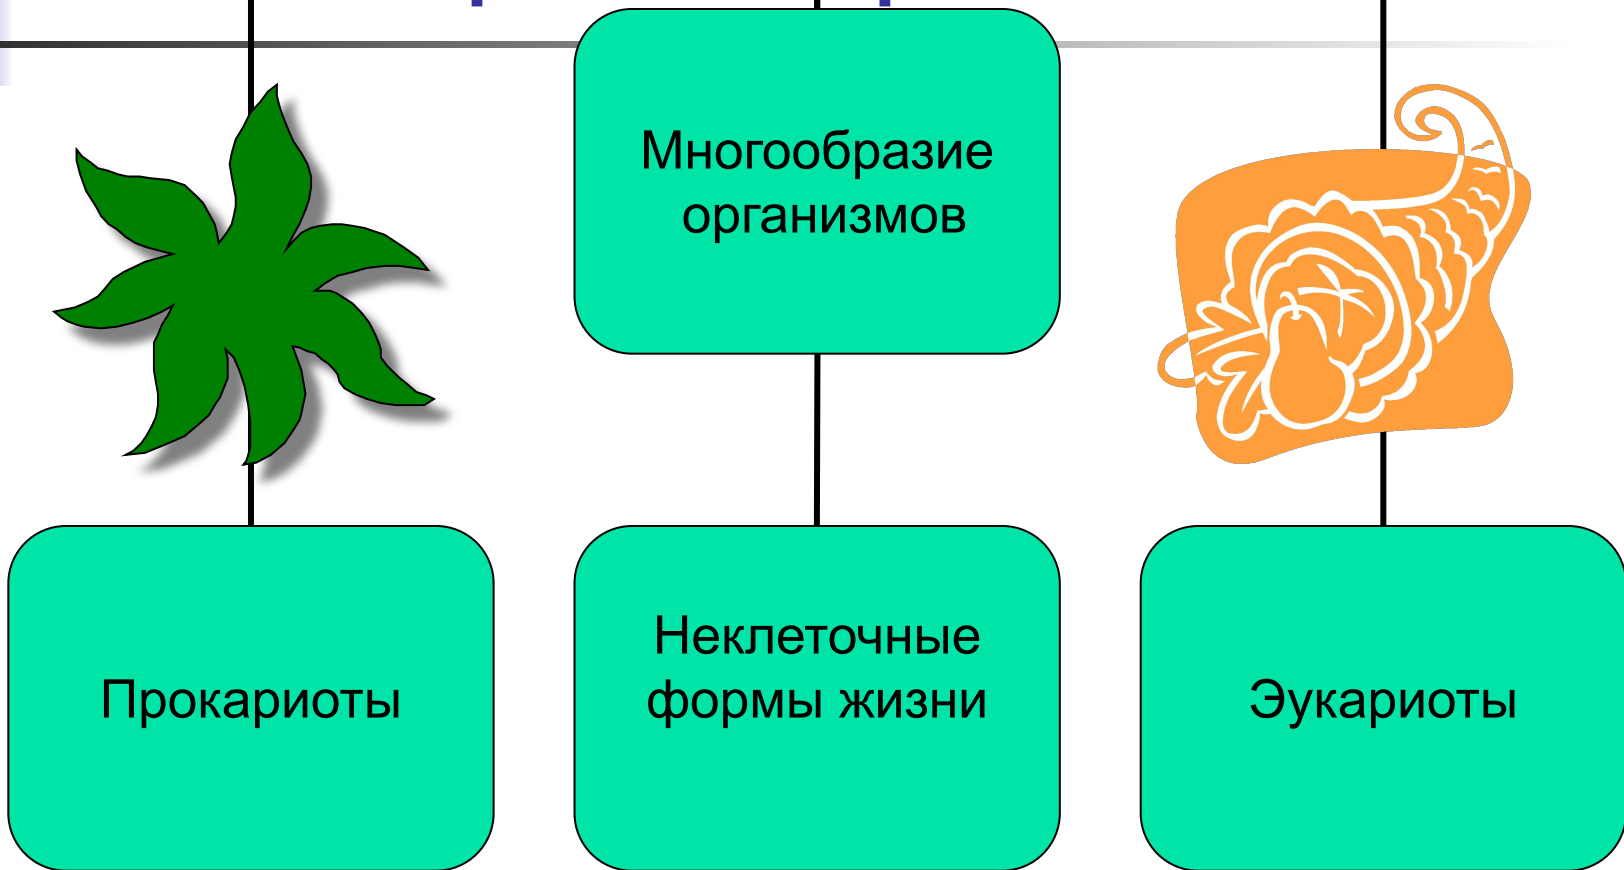 Многообразие
организмов
Прокариоты
Неклеточные
формы жизни
Эукариоты